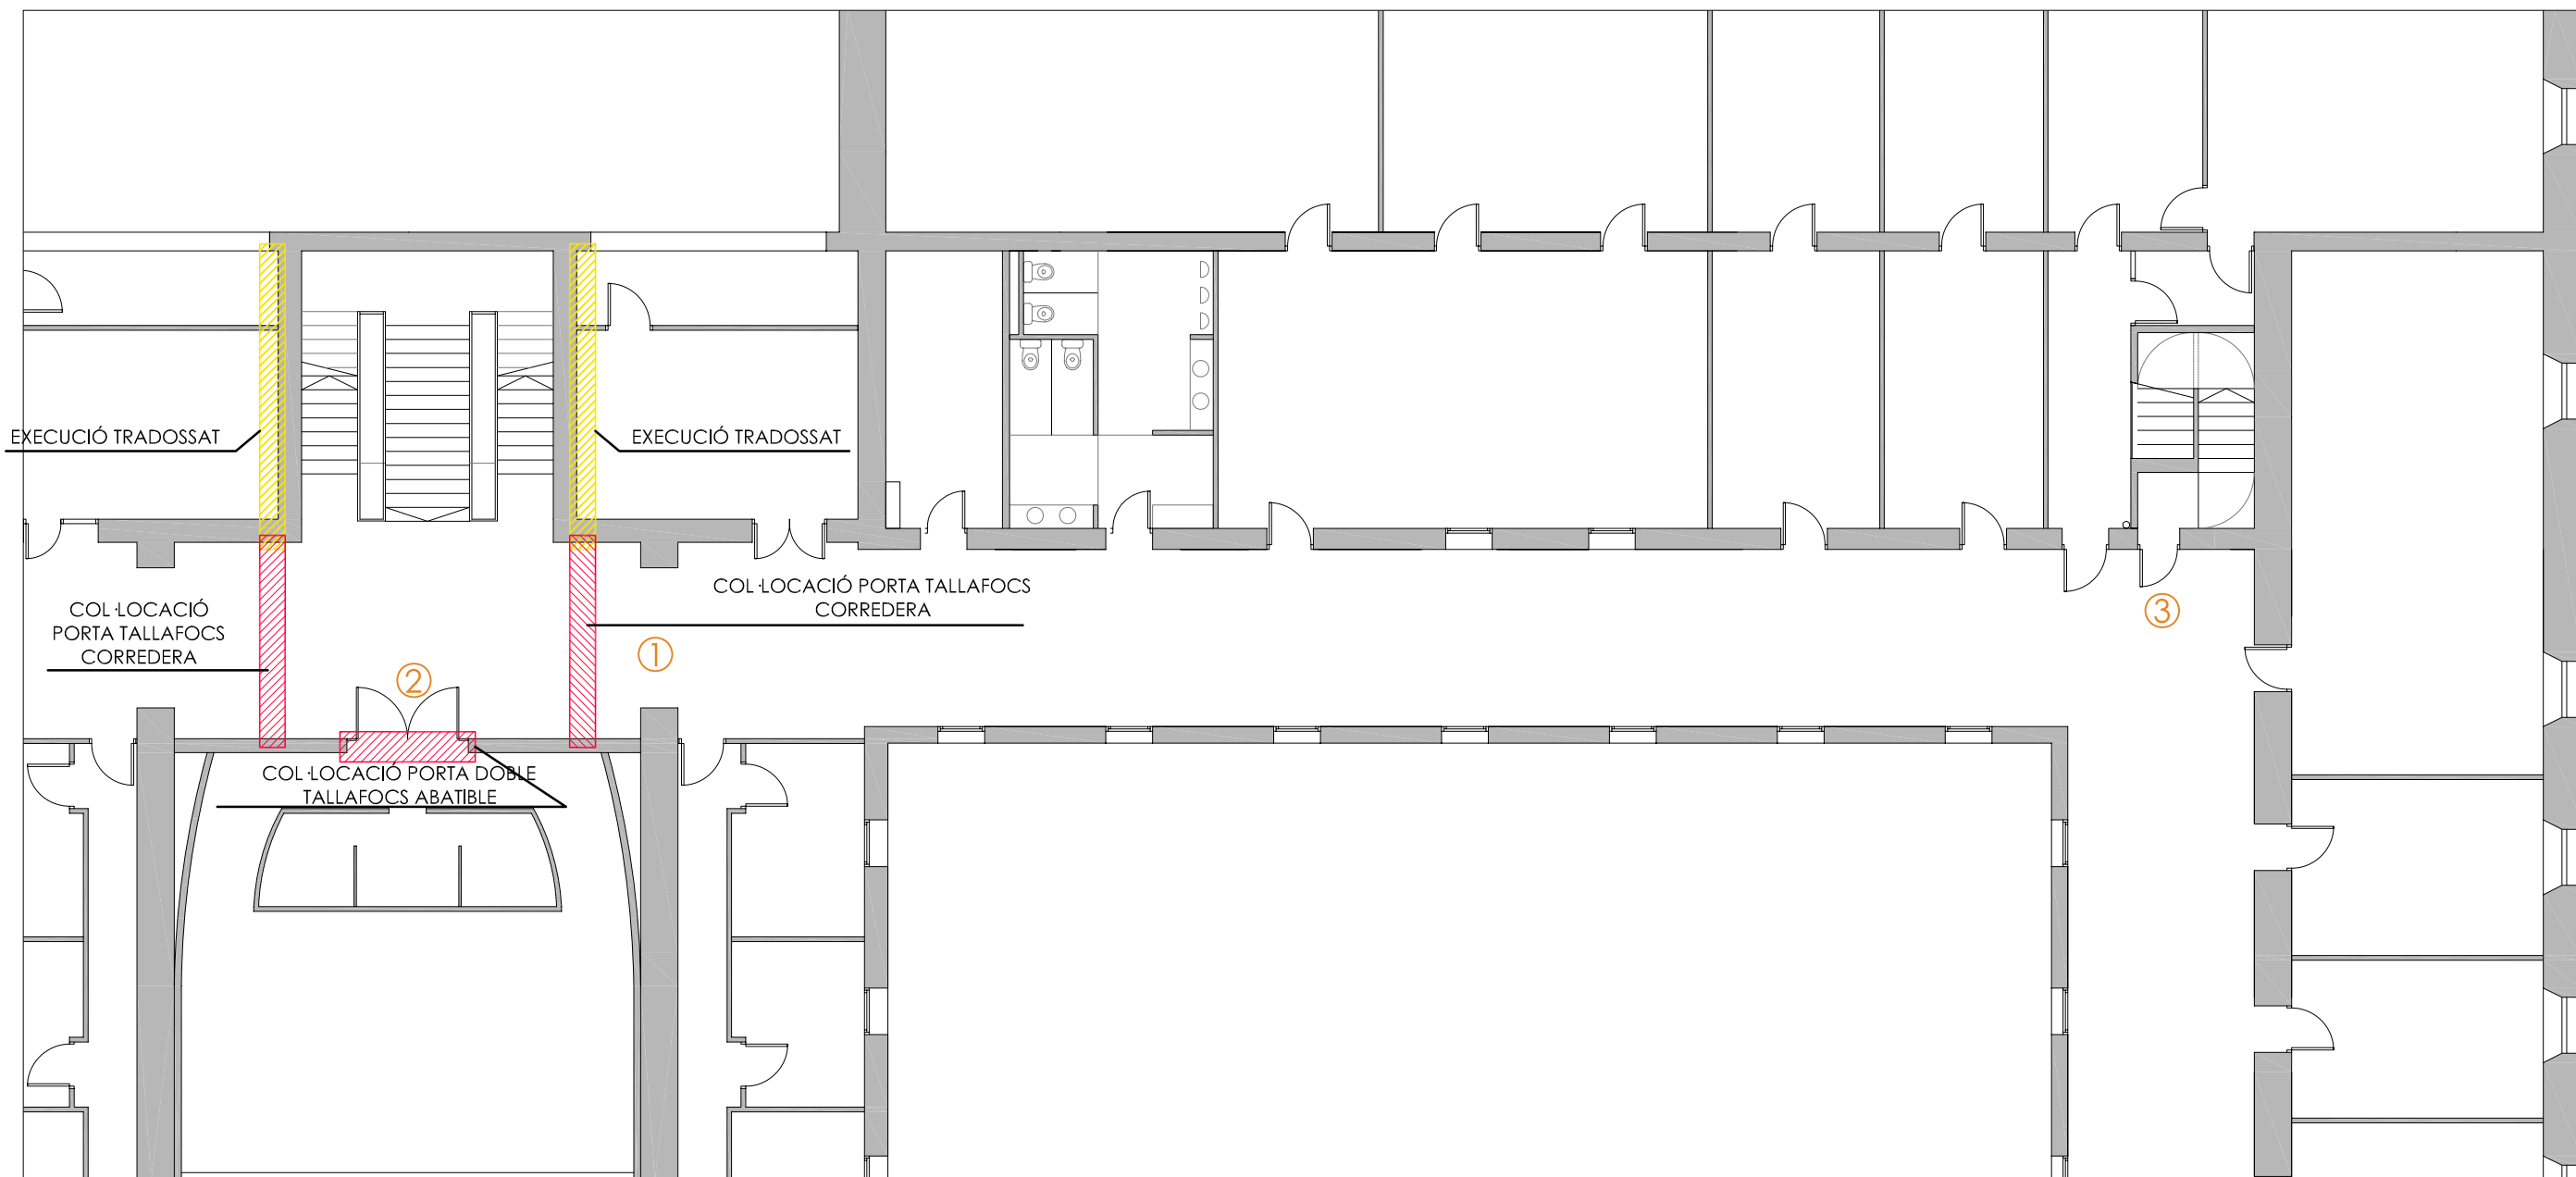 EXECUCIÓ TRADOSSAT
EXECUCIÓ TRADOSSAT
COL·LOCACIÓ
PORTA TALLAFOCS
CORREDERA
COL·LOCACIÓ PORTA TALLAFOCS
CORREDERA
1
2
3
COL·LOCACIÓ PORTA DOBLE
TALLAFOCS ABATIBLE